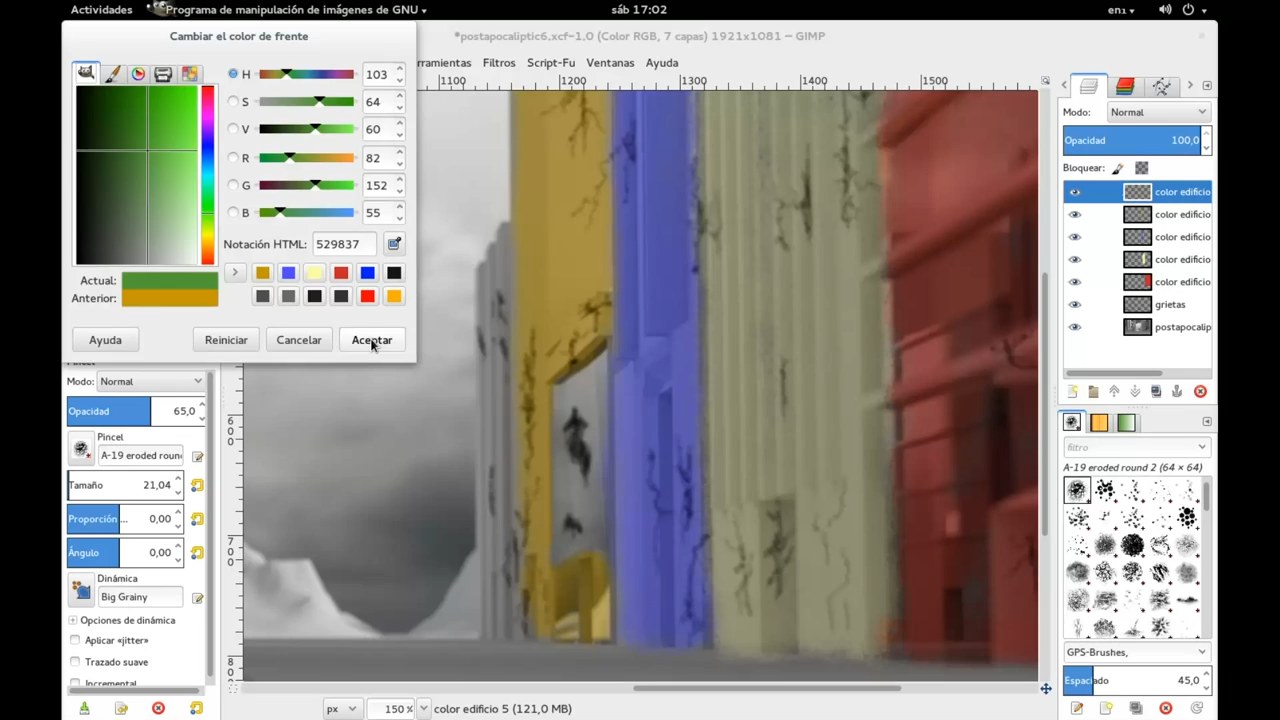 Actividades
Programa de manipulación de imágenes de GNU
sáb 17:02
en1
Cambiar el color de frente
*postapocaliptic6.xcf-1.0 (Color RGB, 7 capas) 1921x1081 – GIMP
rramientas Filtros Script-Fu Ventanas Ayuda
H 103
S 64
V 60
R 82
G 152
B 55
Notación HTML: 529837
Actual:
Anterior:
Ayuda Reiniciar Cancelar Aceptar
1100 1200 1300 1400 1500
600
700
80
Pincel
Modo: Normal
Opacidad 65,0
Pincel
A-19 eroded roun
Tamaño 21,04
Proporción... 0,00
Ángulo 0,00
Dinámica
Big Grainy
Opciones de dinámica
Aplicar «jitter»
Trazado suave
Incremental
px 150 % color edificio 5 (121,0 MB)
Modo: Normal
Opacidad 100,0
Bloquear:
color edificio
color edificio
color edificio
color edificio
color edificio
grietas
postapocalip
filtro
A-19 eroded round 2 (64 × 64)
GPS-Brushes,
Espaciado 45,0